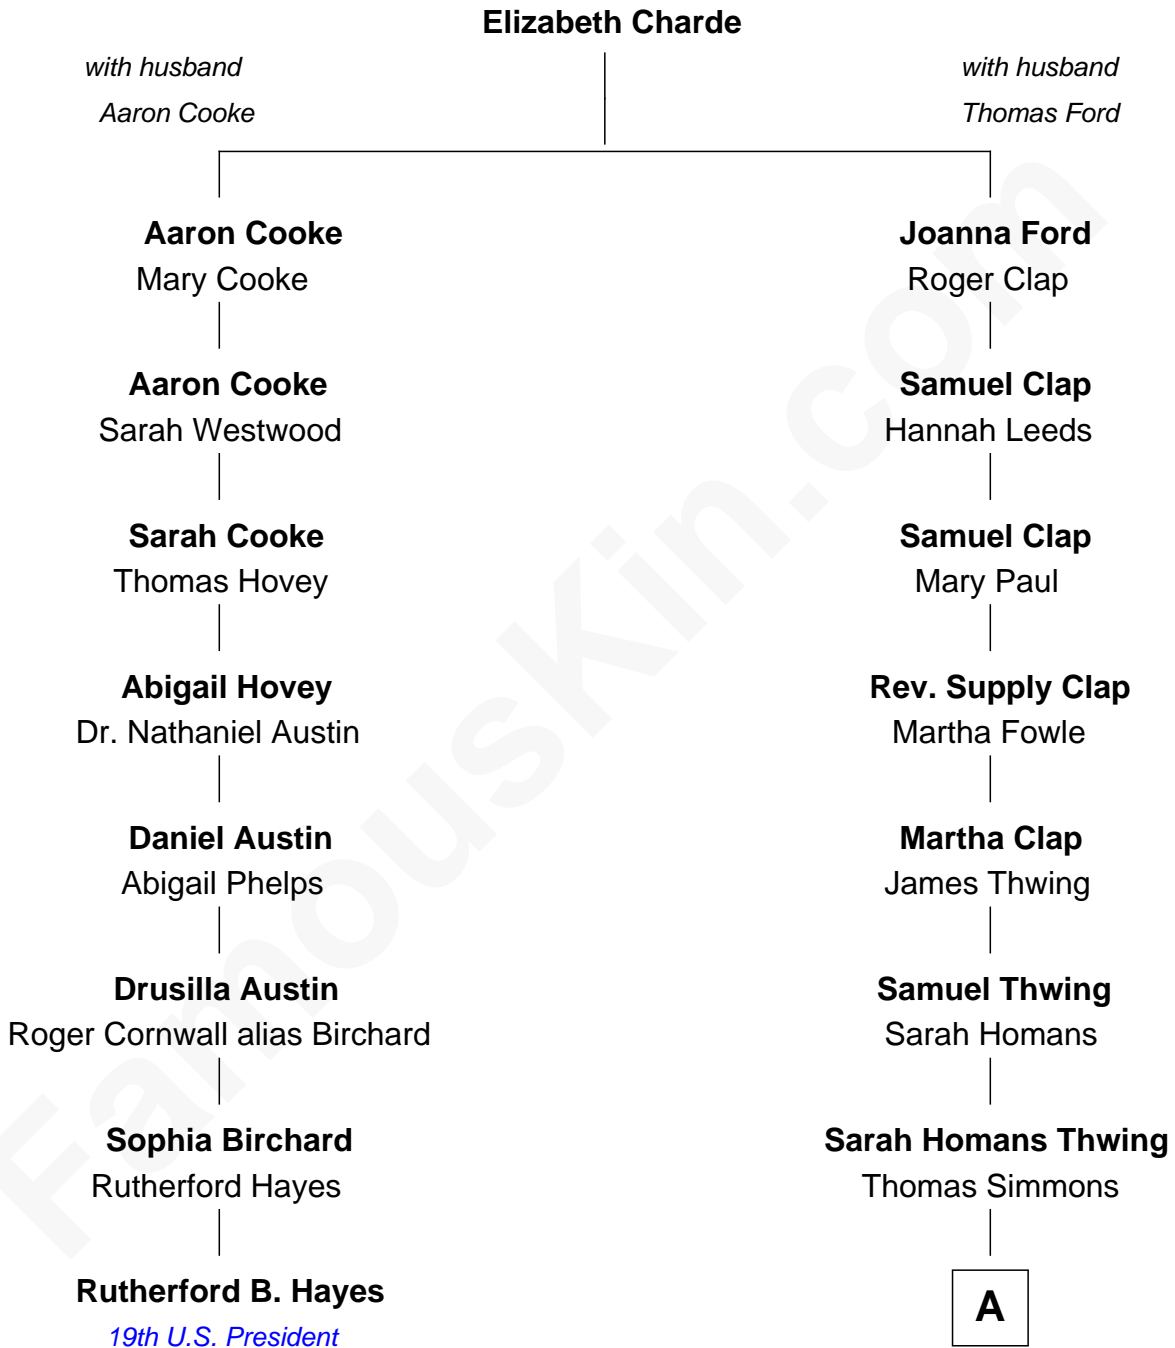 Elizabeth Charde
with husband
Aaron Cooke
with husband
Thomas Ford
Aaron Cooke
Mary Cooke
Joanna Ford
Roger Clap
Aaron Cooke
Sarah Westwood
Samuel Clap
Hannah Leeds
Sarah Cooke
Thomas Hovey
Samuel Clap
Mary Paul
Abigail Hovey
Dr. Nathaniel Austin
Rev. Supply Clap
Martha Fowle
Daniel Austin
Abigail Phelps
Martha Clap
James Thwing
Drusilla Austin
Roger Cornwall alias Birchard
Samuel Thwing
Sarah Homans
Sophia Birchard
Rutherford Hayes
Sarah Homans Thwing
Thomas Simmons
Rutherford B. Hayes
19th U.S. President
A
FamousKin.com